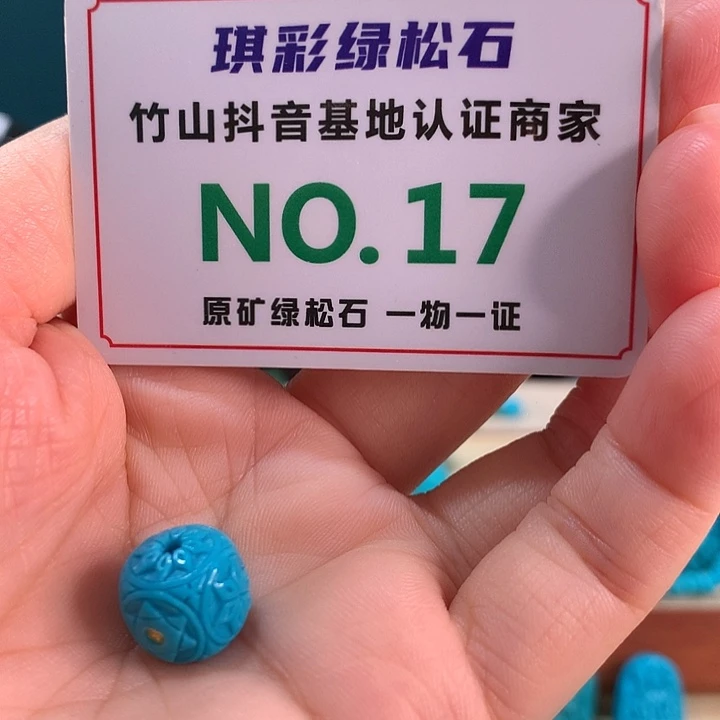 琪彩绿松石
竹山抖音基地认证商家
NO.17
原矿绿松石 一物一证